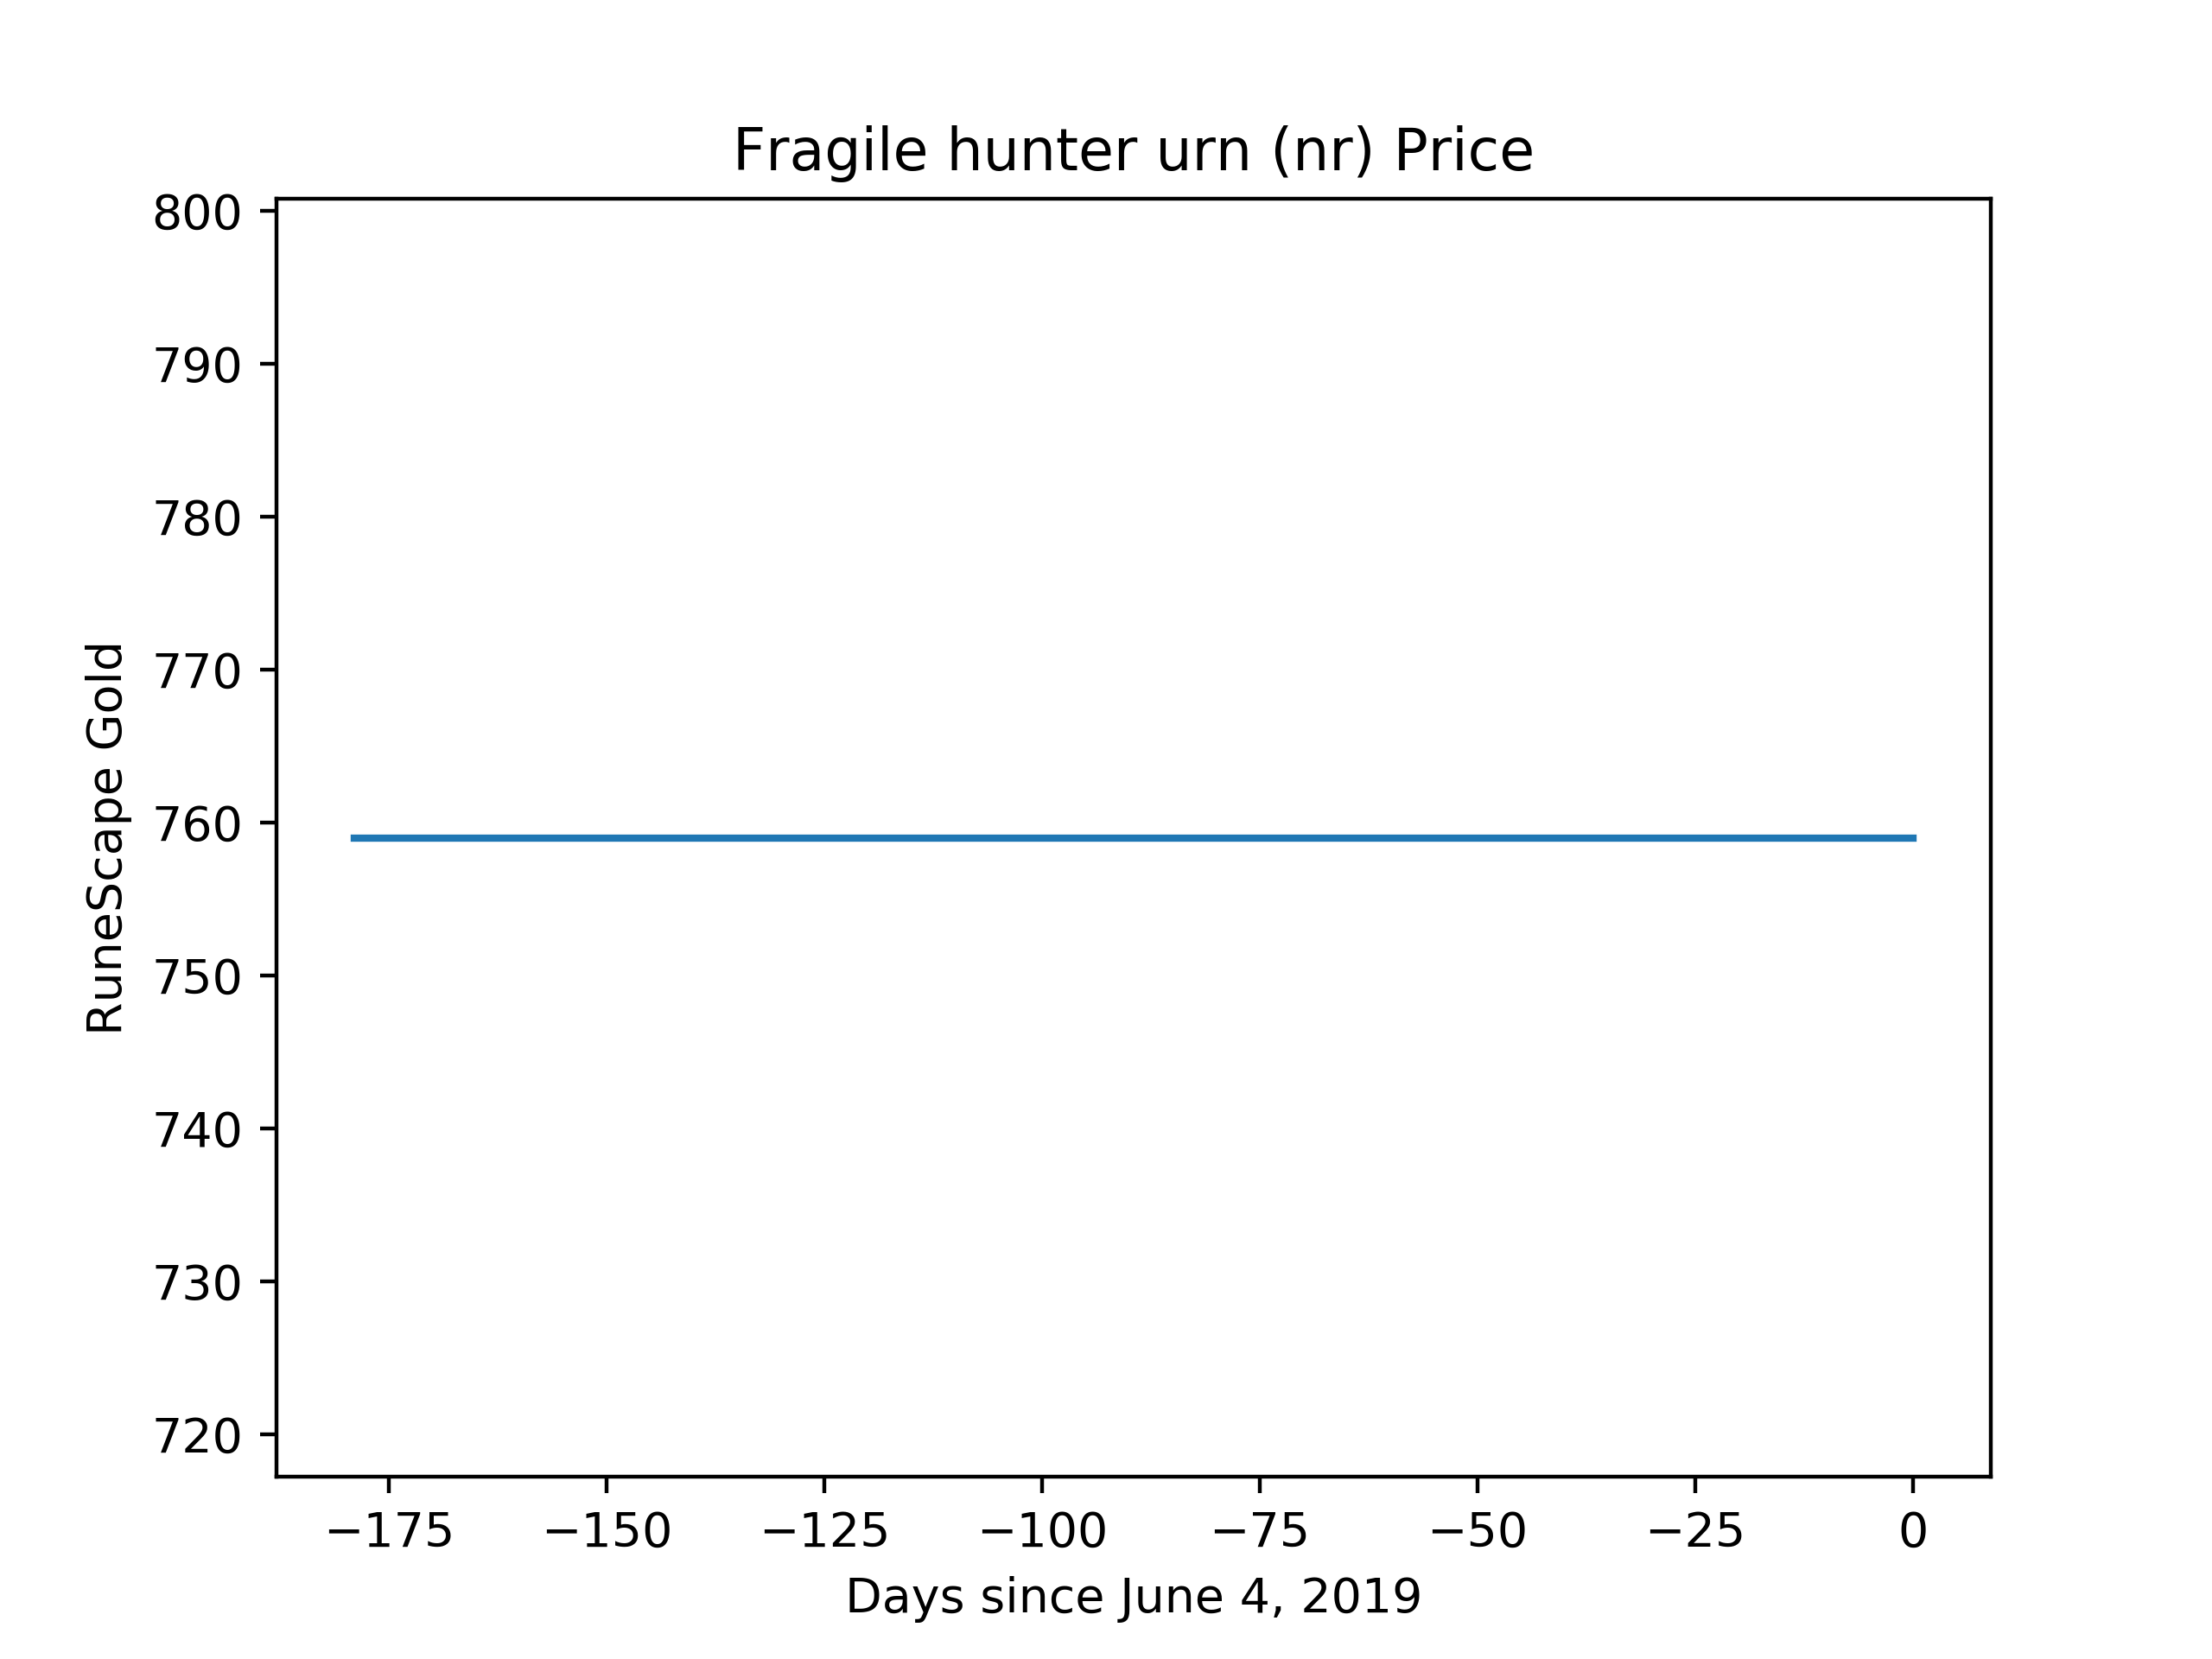 Fragile hunter urn (nr) Price
800
790
780
770
760
750
740
730
720
RuneScape Gold
−175 −150 −125 −100 −75 −50 −25 0
Days since June 4, 2019